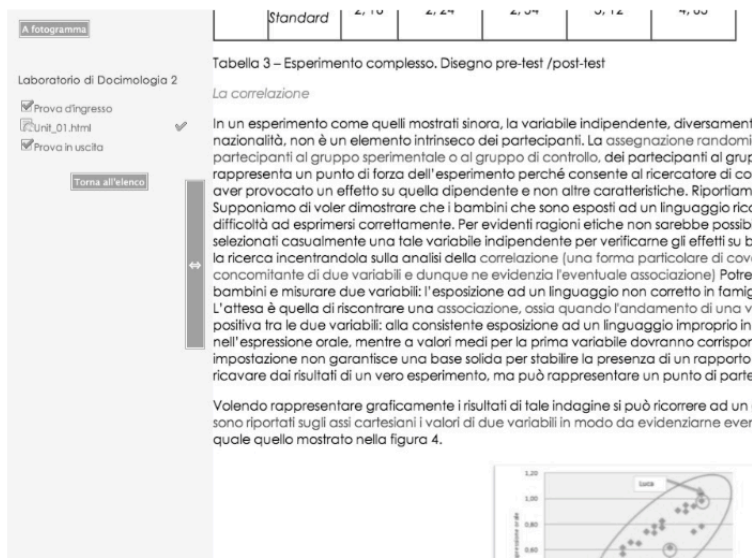 A fotogramma
Laboratorio di Docimologia 2
Prova d'ingresso
Unit_01.html
Prova in uscita
Torna all'elenco
Standard
Tabella 3 – Esperimento complesso. Disegno pre-test /post-test
La correlazione
In un esperimento come quelli mostrati sinora, la variabile indipendente, diversament
nazionalità, non è un elemento intrinseco dei partecipanti. La assegnazione randomi
partecipanti al gruppo sperimentale o al gruppo di controllo, dei partecipanti al grup
rappresenta un punto di forza dell'esperimento perché consente al ricercatore di co
aver provocato un effetto su quella dipendente e non altre caratteristiche. Riportiam
Supponiamo di voler dimostrare che i bambini che sono esposti ad un linguaggio rico
difficoltà ad esprimersi correttamente. Per evidenti ragioni etiche non sarebbe possibi
selezionati casualmente una tale variabile indipendente per verificarne gli effetti su b
la ricerca incentrandola sulla analisi della correlazione (una forma particolare di cova
concomitante di due variabili e dunque ne evidenzia l'eventuale associazione) Potre
bambini e misurare due variabili: l'esposizione ad un linguaggio non corretto in famig
L'attesa è quella di riscontrare una associazione, ossia quando l'andamento di una v
positiva tra le due variabili: alla consistente esposizione ad un linguaggio improprio in
nell'espressione orale, mentre a valori medi per la prima variabile dovranno corrispor
impostazione non garantisce una base solida per stabilire la presenza di un rapporto
ricavare dai risultati di un vero esperimento, ma può rappresentare un punto di parte
Volendo rappresentare graficamente i risultati di tale indagine si può ricorrere ad un
sono riportati sugli assi cartesiani i valori di due variabili in modo da evidenziarne ever
quale quello mostrato nella figura 4.
1,20
Luca
1,00
0,80
0,60